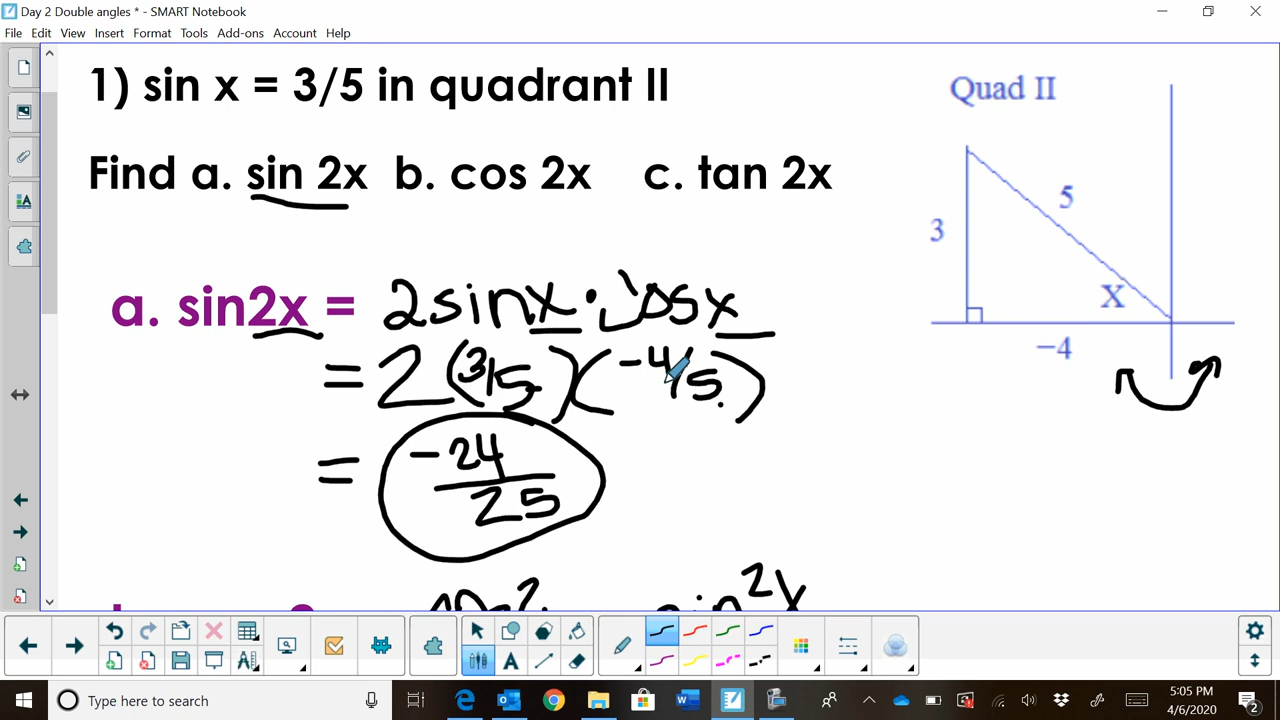 Day 2 Double angles * - SMART Notebook
File Edit View Insert Format Tools Add-ons Account Help
1) sin x = 3/5 in quadrant II
Quad II
Find a. sin 2x b. cos 2x c. tan 2x
3
5
X
-4
a. sin2x = 2sinx · cosx
= 2(3/5)(-4/5)
= -24/25
sin²x
Type here to search
5:05 PM
4/6/2020
2